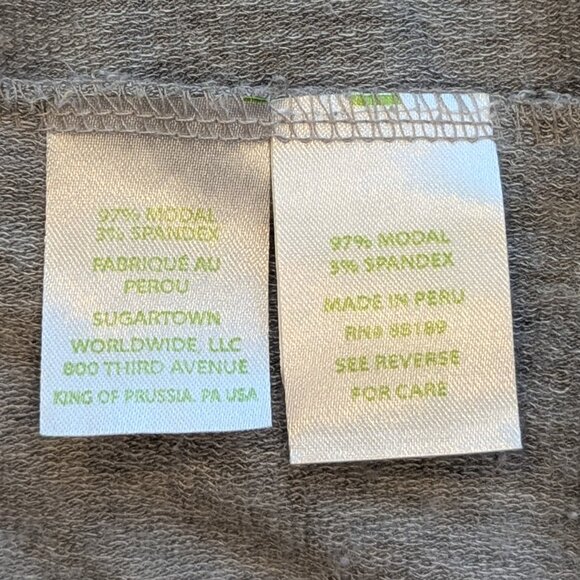 97% MODAL
3% SPANDEX
FABRIQUÉ AU
PEROU
SUGARTOWN
WORLDWIDE, LLC
800 THIRD AVENUE
KING OF PRUSSIA, PA USA
97% MODAL
3% SPANDEX
MADE IN PERU
RN# 88189
SEE REVERSE
FOR CARE